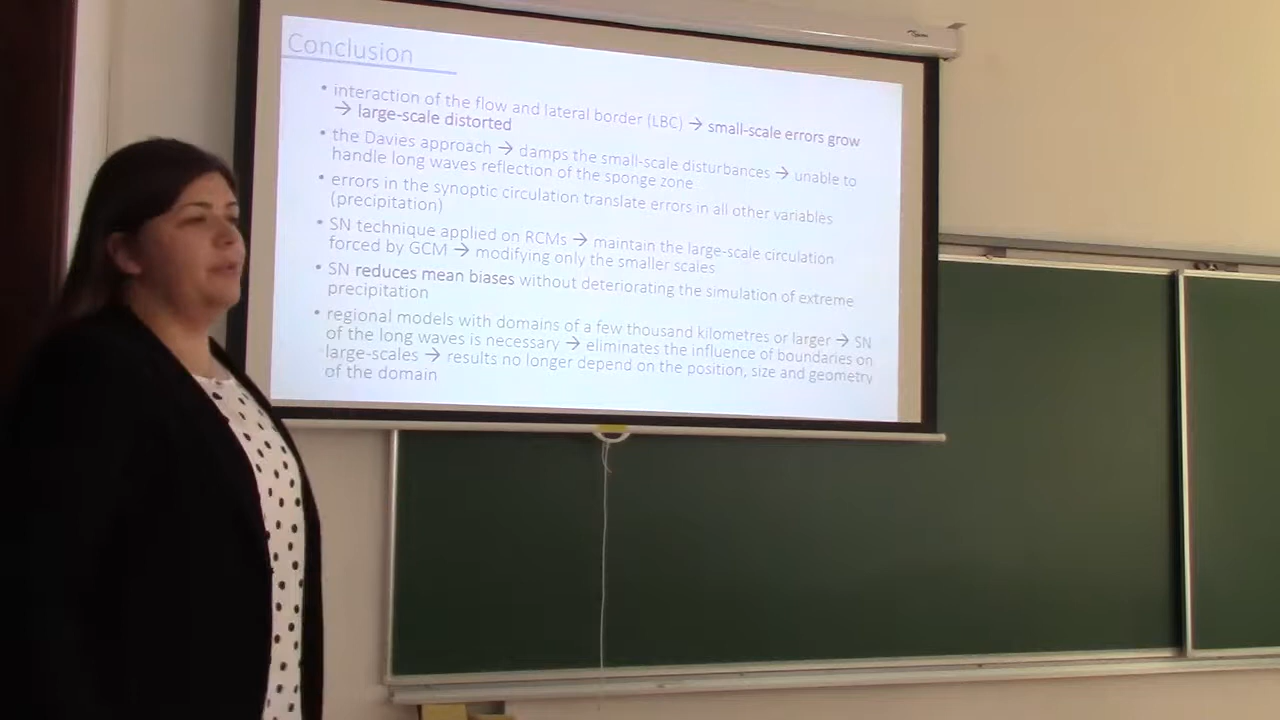 Conclusion
• interaction of the flow and lateral border (LBC) → small-scale errors grow
→ large-scale distorted
• the Davies approach → damps the small-scale disturbances → unable to
handle long waves reflection of the sponge zone
• errors in the synoptic circulation translate errors in all other variables
(precipitation)
• SN technique applied on RCMs → maintain the large-scale circulation
forced by GCM → modifying only the smaller scales
• SN reduces mean biases without deteriorating the simulation of extreme
precipitation
• regional models with domains of a few thousand kilometres or larger → SN
of the long waves is necessary → eliminates the influence of boundaries on
large-scales → results no longer depend on the position, size and geometry
of the domain